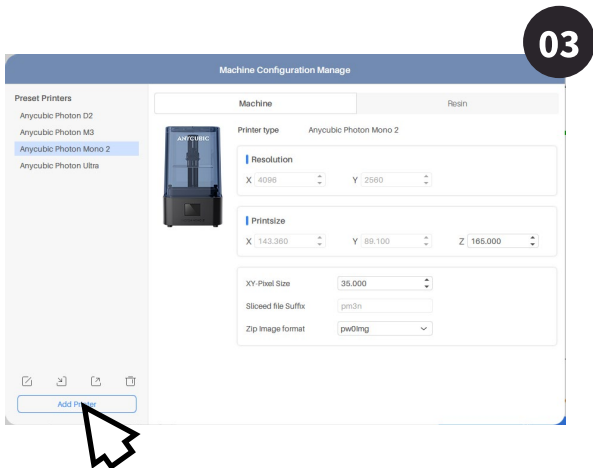 03
Machine Configuration Manage
Preset Printers
Anycubic Photon D2
Anycubic Photon M3
Anycubic Photon Mono 2
Anycubic Photon Ultra
Add Printer
Machine
Resin
ANYCUBIC
Printer type Anycubic Photon Mono 2
Resolution
X 4096 Y 2560
Printsize
X 143.360 Y 89.100 Z 165.000
XY-Pixel Size 35.000
Sliceed file Suffix pm3n
Zip Image format pw0Img